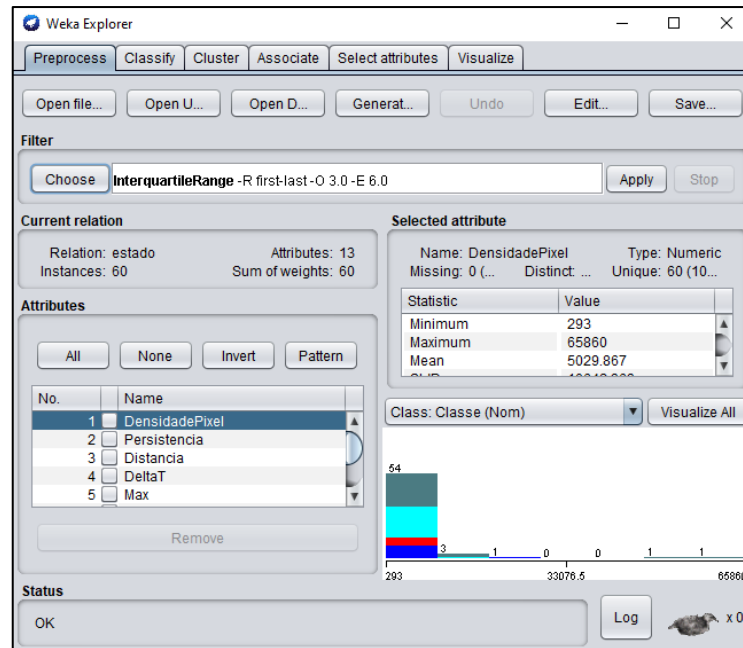 Weka Explorer
Preprocess Classify Cluster Associate Select attributes Visualize
Open file... Open U... Open D... Generat... Undo Edit... Save...
Filter
Choose InterquartileRange -R first-last -O 3.0 -E 6.0 Apply Stop
Current relation
Relation: estado Attributes: 13
Instances: 60 Sum of weights: 60
Selected attribute
Name: DensidadePixel Type: Numeric
Missing: 0 (... Distinct: ... Unique: 60 (10...
Statistic Value
Minimum 293
Maximum 65860
Mean 5029.867
Attributes
All None Invert Pattern
No. Name
1 DensidadePixel
2 Persistencia
3 Distancia
4 DeltaT
5 Max
Remove
Class: Classe (Nom) Visualize All
54
3 1 0 0 1 1
293 33076.5 6586
Status
OK
Log x 0